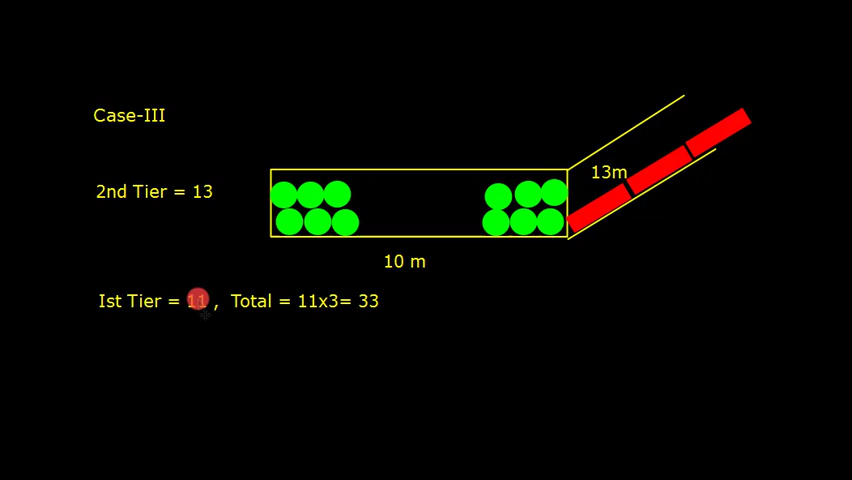 Case-III
13m
2nd Tier = 13
10 m
Ist Tier = 11 ,  Total = 11x3= 33